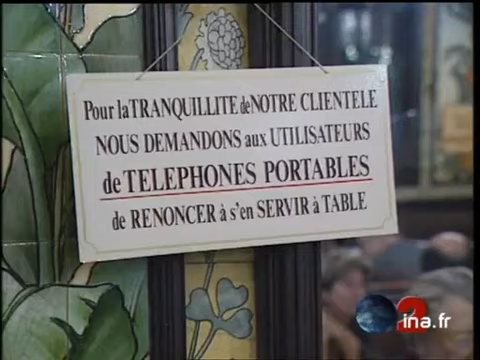 Pour la TRANQUILLITE de NOTRE CLIENTELE
NOUS DEMANDONS aux UTILISATEURS
de TELEPHONES PORTABLES
de RENONCER à s'en SERVIR à TABLE
2
ina.fr